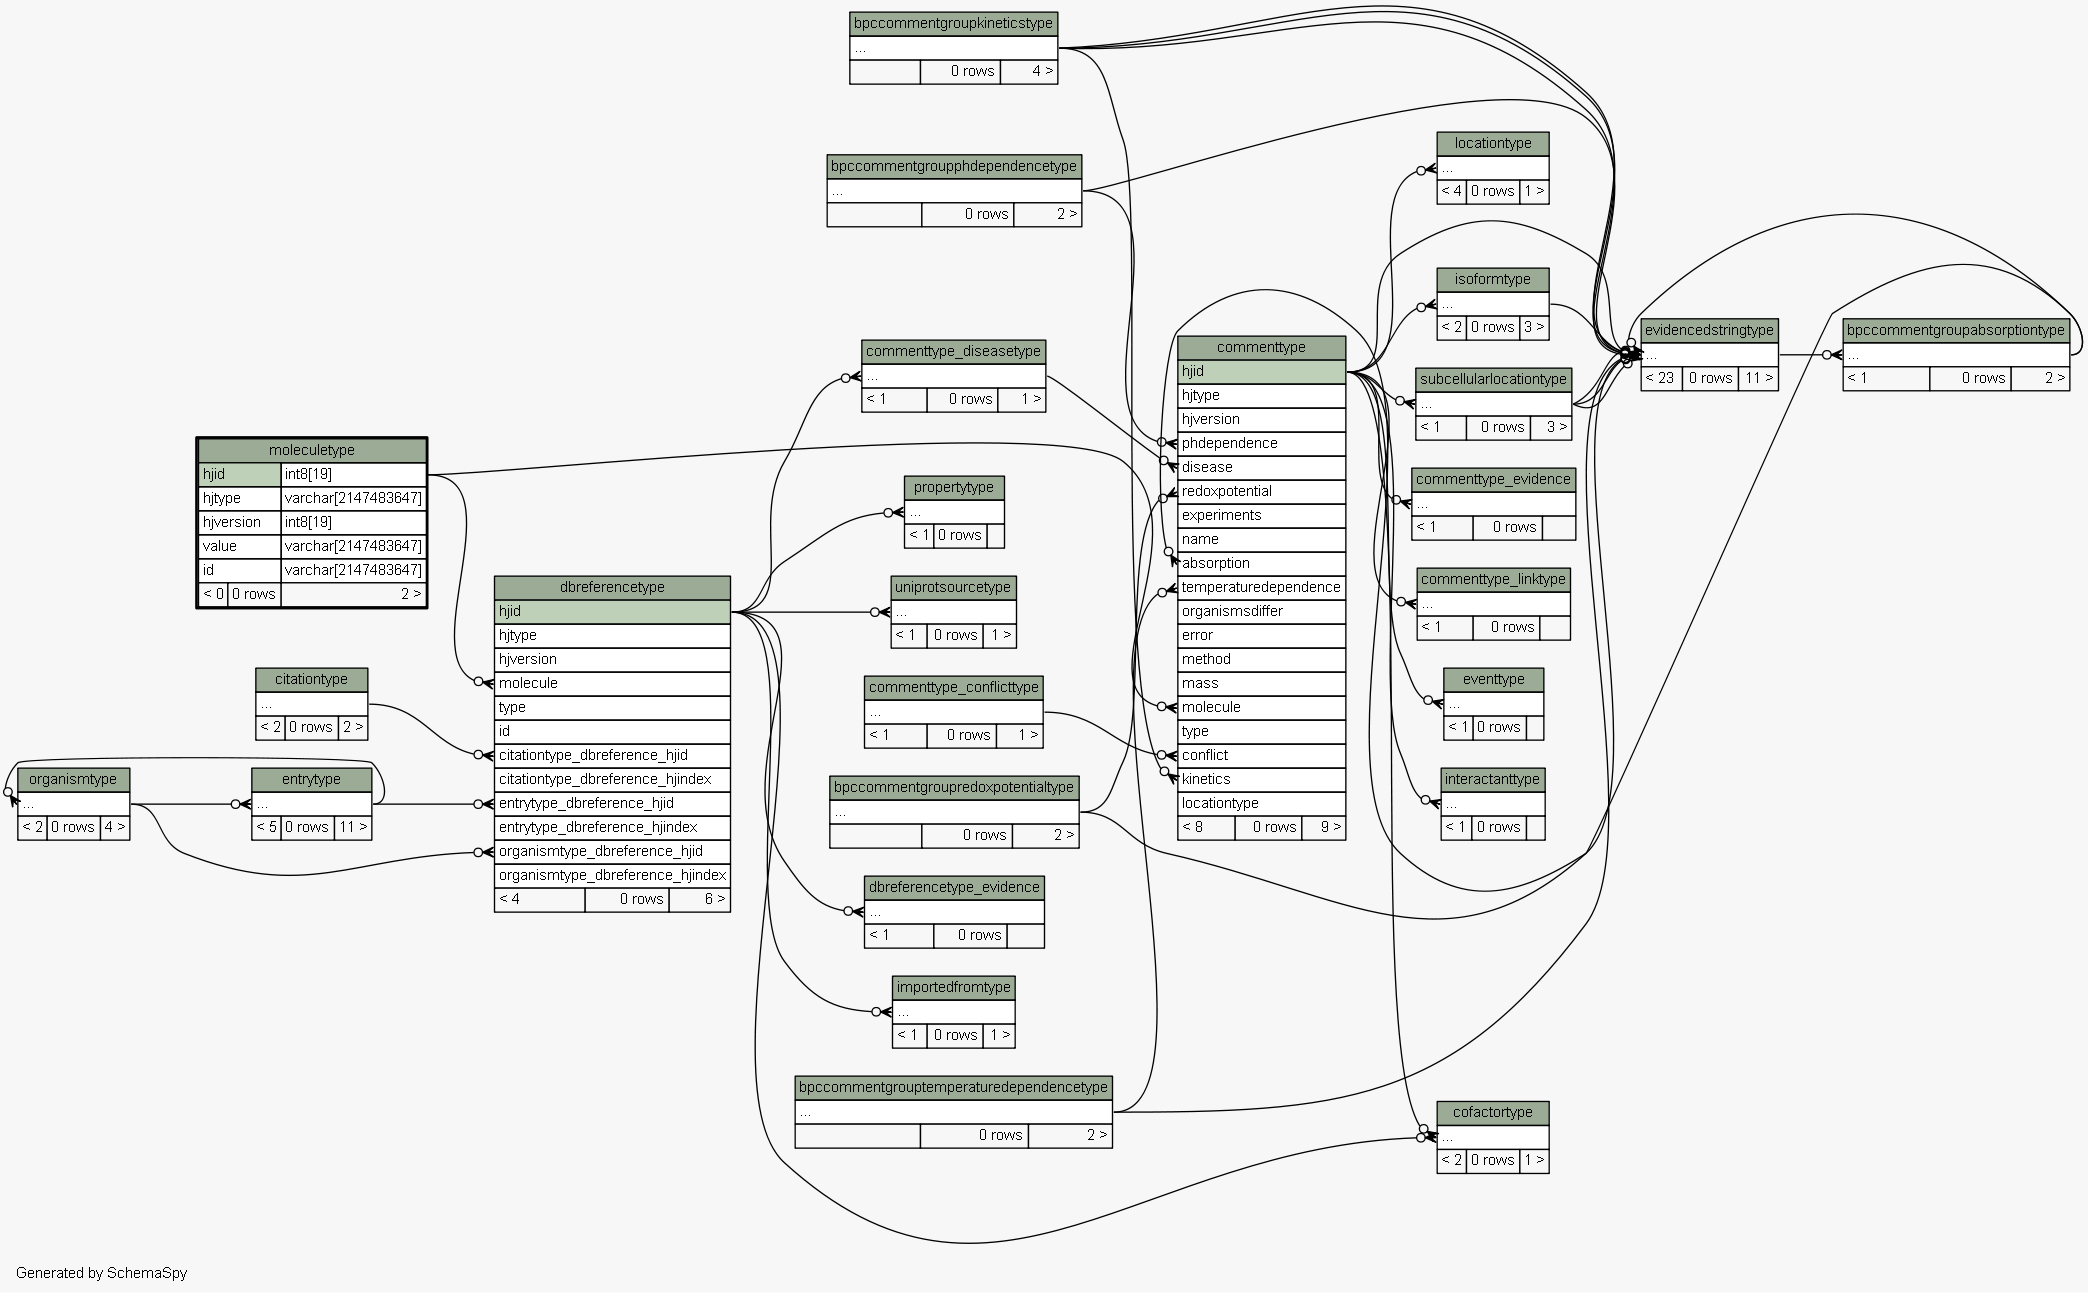 bpccommentgroupkineticstype
...
0 rows 4 >
bpccommentgroupphdependencetype
...
0 rows 2 >
locationtype
...
< 4 0 rows 1 >
isoformtype
...
< 2 0 rows 3 >
evidencedstringtype
...
< 23 0 rows 11 >
bpccommentgroupabsorptiontype
...
< 1 0 rows 2 >
commenttype_diseasetype
...
< 1 0 rows 1 >
commenttype
hjid
hjtype
hjversion
phdependence
disease
redoxpotential
experiments
name
absorption
temperaturedependence
organismsdiffer
error
method
mass
molecule
type
conflict
kinetics
locationtype
< 8 0 rows 9 >
subcellularlocationtype
...
< 1 0 rows 3 >
commenttype_evidence
...
< 1 0 rows
commenttype_linktype
...
< 1 0 rows
eventtype
...
< 1 0 rows
interactanttype
...
< 1 0 rows
moleculetype
hjid int8[19]
hjtype varchar[2147483647]
hjversion int8[19]
value varchar[2147483647]
id varchar[2147483647]
< 0 0 rows 2 >
propertytype
...
< 1 0 rows
dbreferencetype
hjid
hjtype
hjversion
molecule
type
id
citationtype_dbreference_hjid
citationtype_dbreference_hjindex
entrytype_dbreference_hjid
entrytype_dbreference_hjindex
organismtype_dbreference_hjid
organismtype_dbreference_hjindex
< 4 0 rows 6 >
uniprotsourcetype
...
< 1 0 rows 1 >
citationtype
...
< 2 0 rows 2 >
commenttype_conflicttype
...
< 1 0 rows 1 >
organismtype
...
< 2 0 rows 4 >
entrytype
...
< 5 0 rows 11 >
bpccommentgroupredoxpotentialtype
...
0 rows 2 >
dbreferencetype_evidence
...
< 1 0 rows
importedfromtype
...
< 1 0 rows 1 >
bpccommentgrouptemperaturedependencetype
...
0 rows 2 >
cofactortype
...
< 2 0 rows 1 >
Generated by SchemaSpy